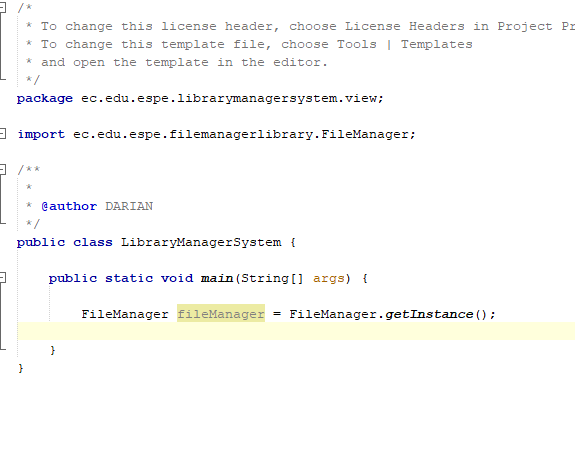 /*
 * To change this license header, choose License Headers in Project
 * To change this template file, choose Tools | Templates
 * and open the template in the editor.
 */
package ec.edu.espe.librarymanagersystem.view;
import ec.edu.espe.filemanagerlibrary.FileManager;
/**
 *
 * @author DARIAN
 */
public class LibraryManagerSystem {
    public static void main(String[] args) {
        FileManager fileManager = FileManager.getInstance();
    }
}